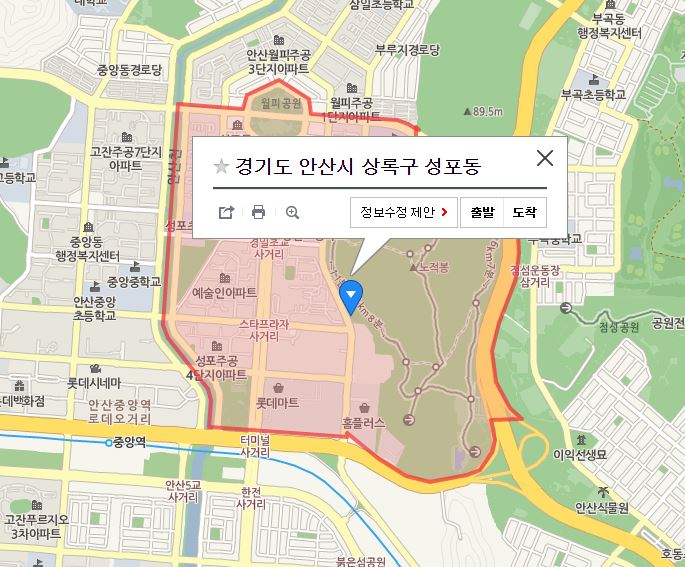 삼일초등학교
부곡동
행정복지센터
안산월피주공
3단지아파트
부루지경로당
중앙동경로당
월피공원
월피주공
1단지아파트
▲89.5m
부곡초등학교
고잔주공7단지
아파트
안산천
경기도 안산시 상록구 성포동
정보수정 제안
출발
도착
중앙동
행정복지센터
경일초교
사거리
노적봉
점섬운동장
삼거리
중앙중학교
예술인아파트
안산중앙
초등학교
점성공원
공원전
스타프라자
사거리
성포주공
4단지아파트
롯데시네마
롯데백화점
안산중앙역
로데오거리
롯데마트
홈플러스
중앙역
터미널
사거리
이익선생묘
안산5교
사거리
한전
사거리
안산식물원
고잔푸르지오
3차아파트
붉은섬공원
호동